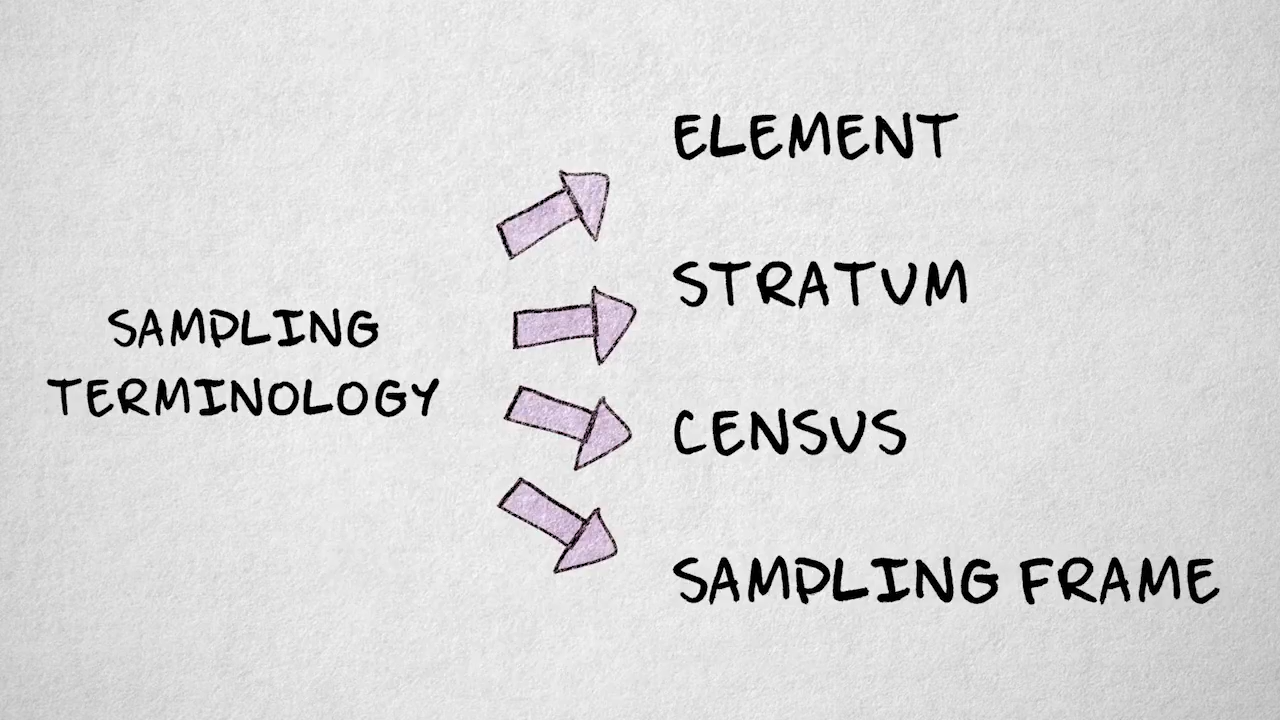 SAMPLING
TERMINOLOGY
ELEMENT
STRATUM
CENSUS
SAMPLING FRAME